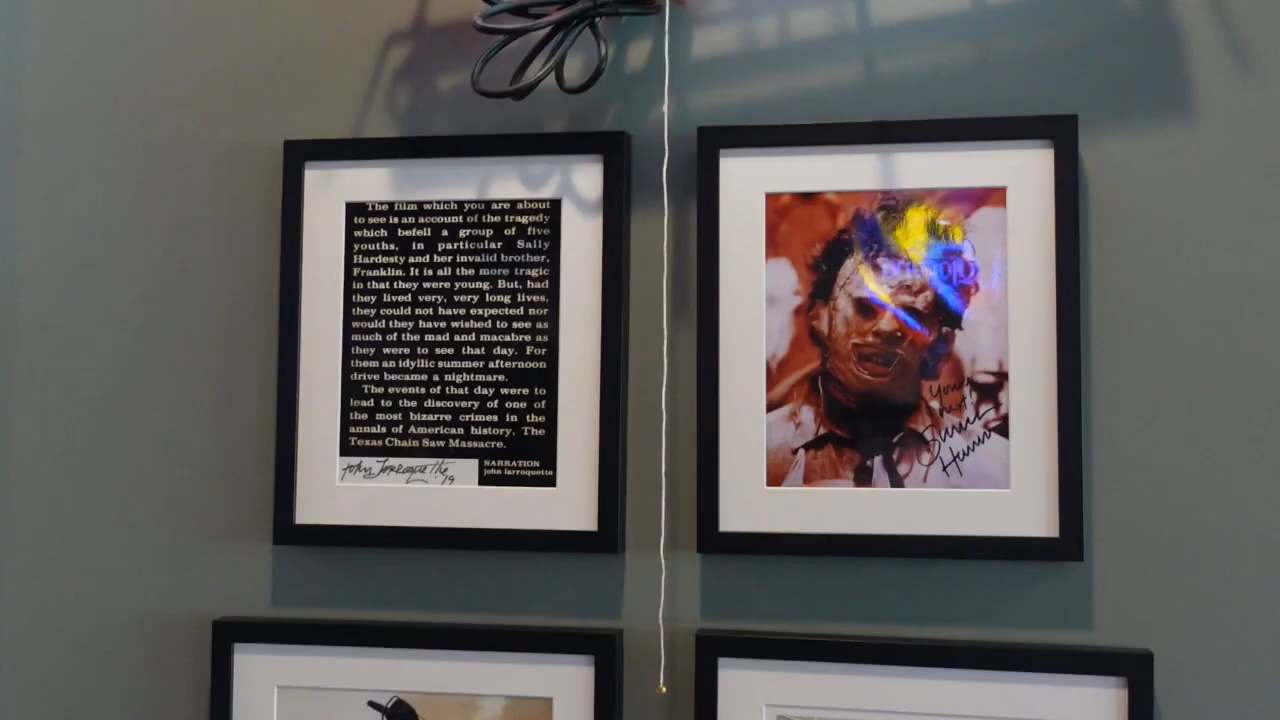 The film which you are about
to see is an account of the tragedy
which befell a group of five
youths, in particular Sally
Hardesty and her invalid brother,
Franklin. It is all the more tragic
in that they were young. But, had
they lived very, very long lives,
they could not have expected nor
would they have wished to see as
much of the mad and macabre as
they were to see that day. For
them an idyllic summer afternoon
drive became a nightmare.
The events of that day were to
lead to the discovery of one of
the most bizarre crimes in the
annals of American history, The
Texas Chain Saw Massacre.
John Larroquette
19
NARRATION
john larroquette
next!